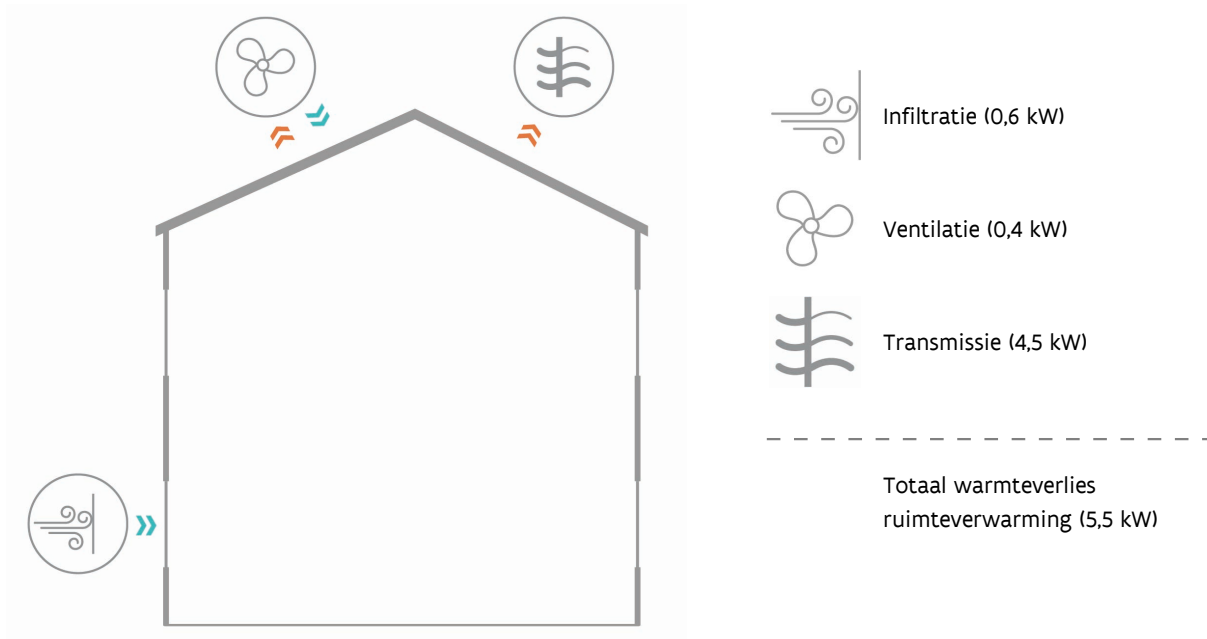 Infiltratie (0,6 kW)
Ventilatie (0,4 kW)
Transmissie (4,5 kW)
Totaal warmteverlies
ruimteverwarming (5,5 kW)